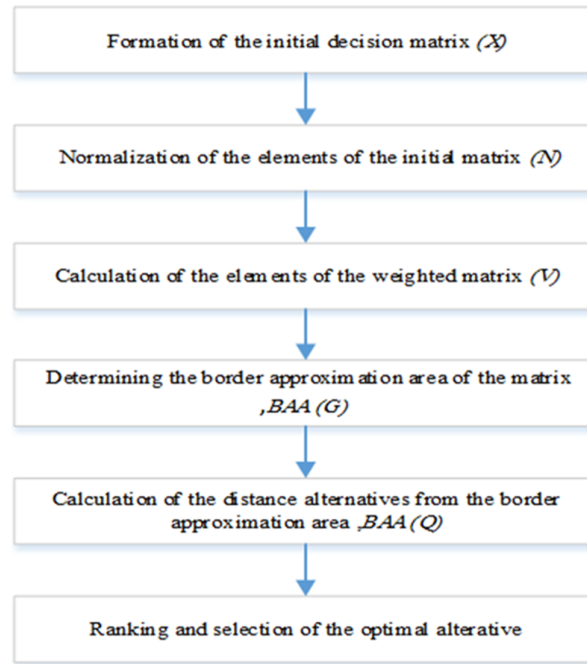 Formation of the initial decision matrix (X)
Normalization of the elements of the initial matrix (N)
Calculation of the elements of the weighted matrix (V)
Determining the border approximation area of the matrix
,BAA (G)
Calculation of the distance alternatives from the border
approximation area ,BAA (Q)
Ranking and selection of the optimal alterative